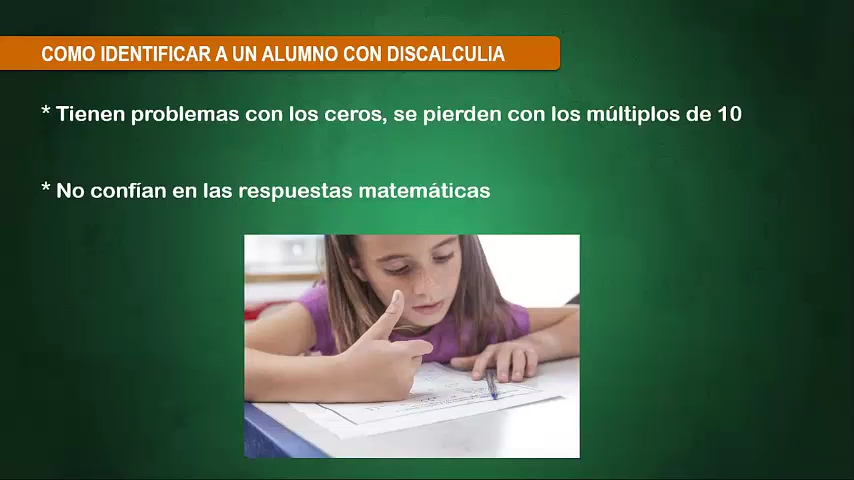 COMO IDENTIFICAR A UN ALUMNO CON DISCALCULIA
* Tienen problemas con los ceros, se pierden con los múltiplos de 10
* No confían en las respuestas matemáticas